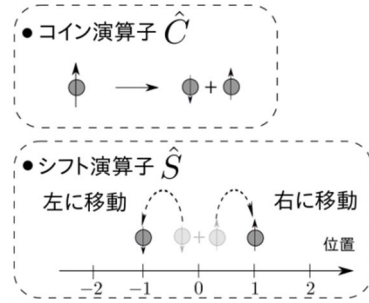 ● コイン演算子 Ĉ
+
● シフト演算子 Ŝ
左に移動 右に移動
+
位置
−2 −1 0 1 2